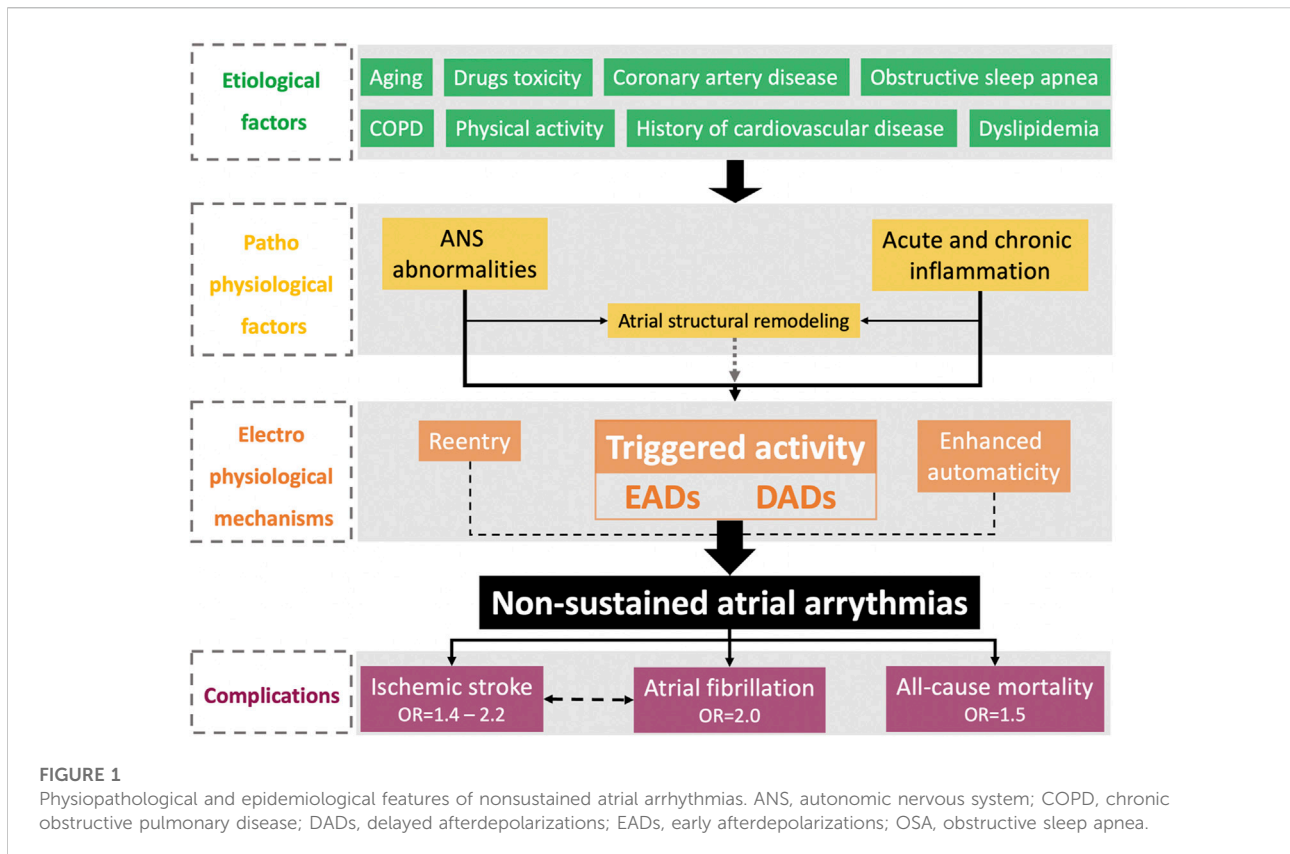 Etiological
factors
Aging
Drugs toxicity
Coronary artery disease
Obstructive sleep apnea
COPD
Physical activity
History of cardiovascular disease
Dyslipidemia
Patho
physiological
factors
ANS
abnormalities
Acute and chronic
inflammation
Atrial structural remodeling
Electro
physiological
mechanisms
Reentry
Triggered activity
EADs
DADs
Enhanced
automaticity
Non-sustained atrial arrythmias
Complications
Ischemic stroke
OR=1.4 – 2.2
Atrial fibrillation
OR=2.0
All-cause mortality
OR=1.5
FIGURE 1
Physiopathological and epidemiological features of nonsustained atrial arrhythmias. ANS, autonomic nervous system; COPD, chronic
obstructive pulmonary disease; DADs, delayed afterdepolarizations; EADs, early afterdepolarizations; OSA, obstructive sleep apnea.